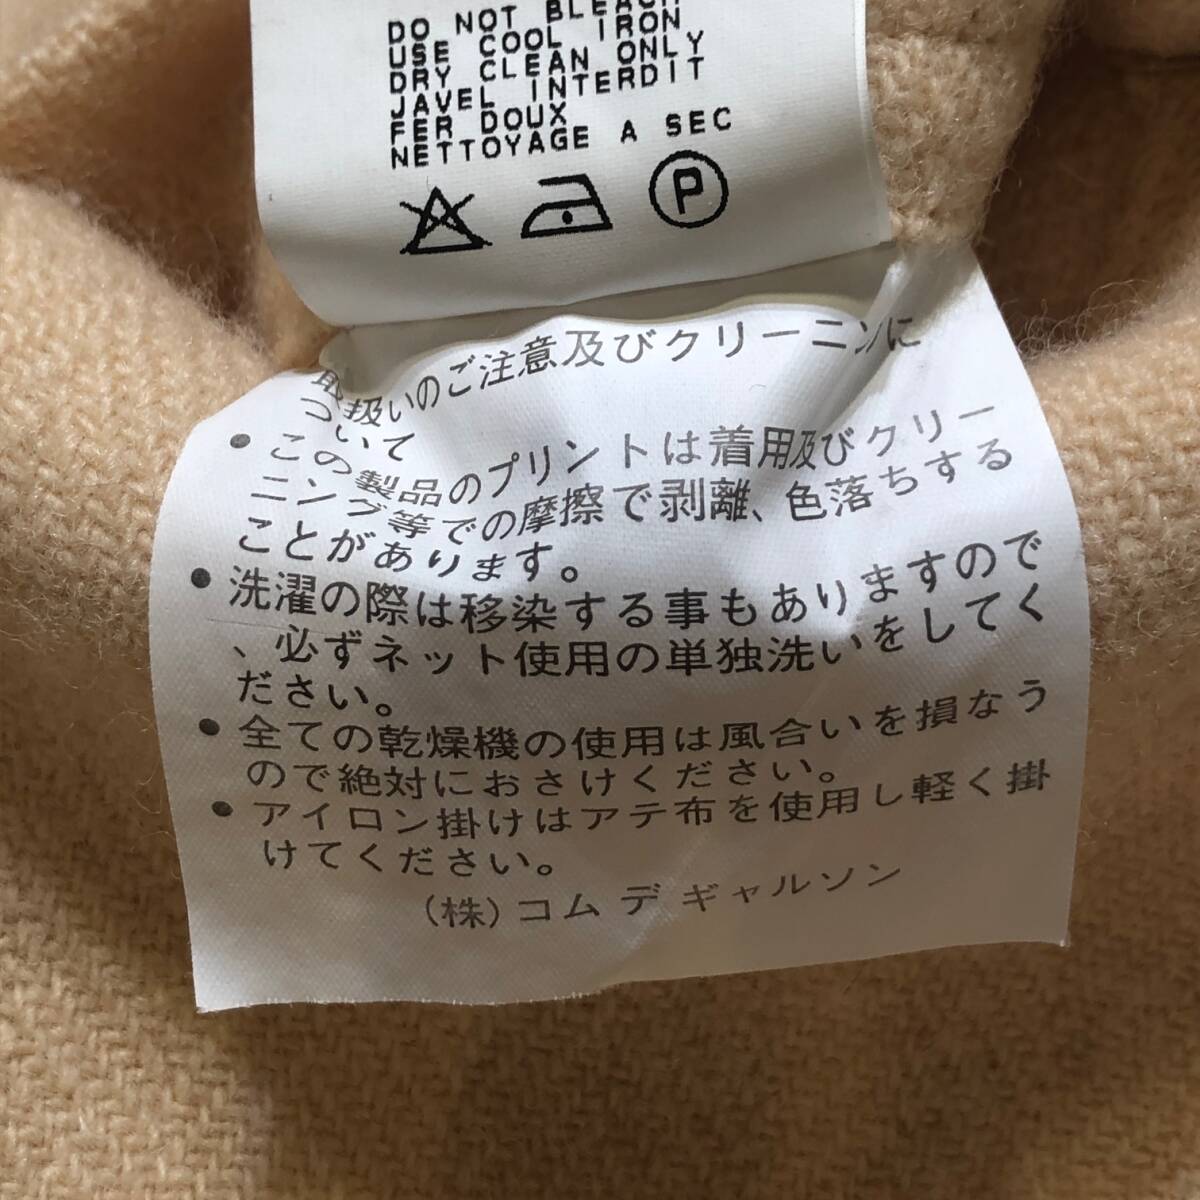 DO NOT BLEACH
USE COOL IRON
DRY CLEAN ONLY
JAVEL INTERDIT
FER DOUX
NETTOYAGE A SEC
P
取扱いのご注意及びクリーニンに
ついて
● この製品のプリントは着用及びクリー
ニング等での摩擦で剥離、色落ちする
ことがあります。
● 洗濯の際は移染する事もありますので
、必ずネット使用の単独洗いをしてく
ださい。
● 全ての乾燥機の使用は風合いを損なう
ので絶対におさけください。
● アイロン掛けはアテ布を使用し軽く掛
けてください。
(株) コム デ ギャルソン